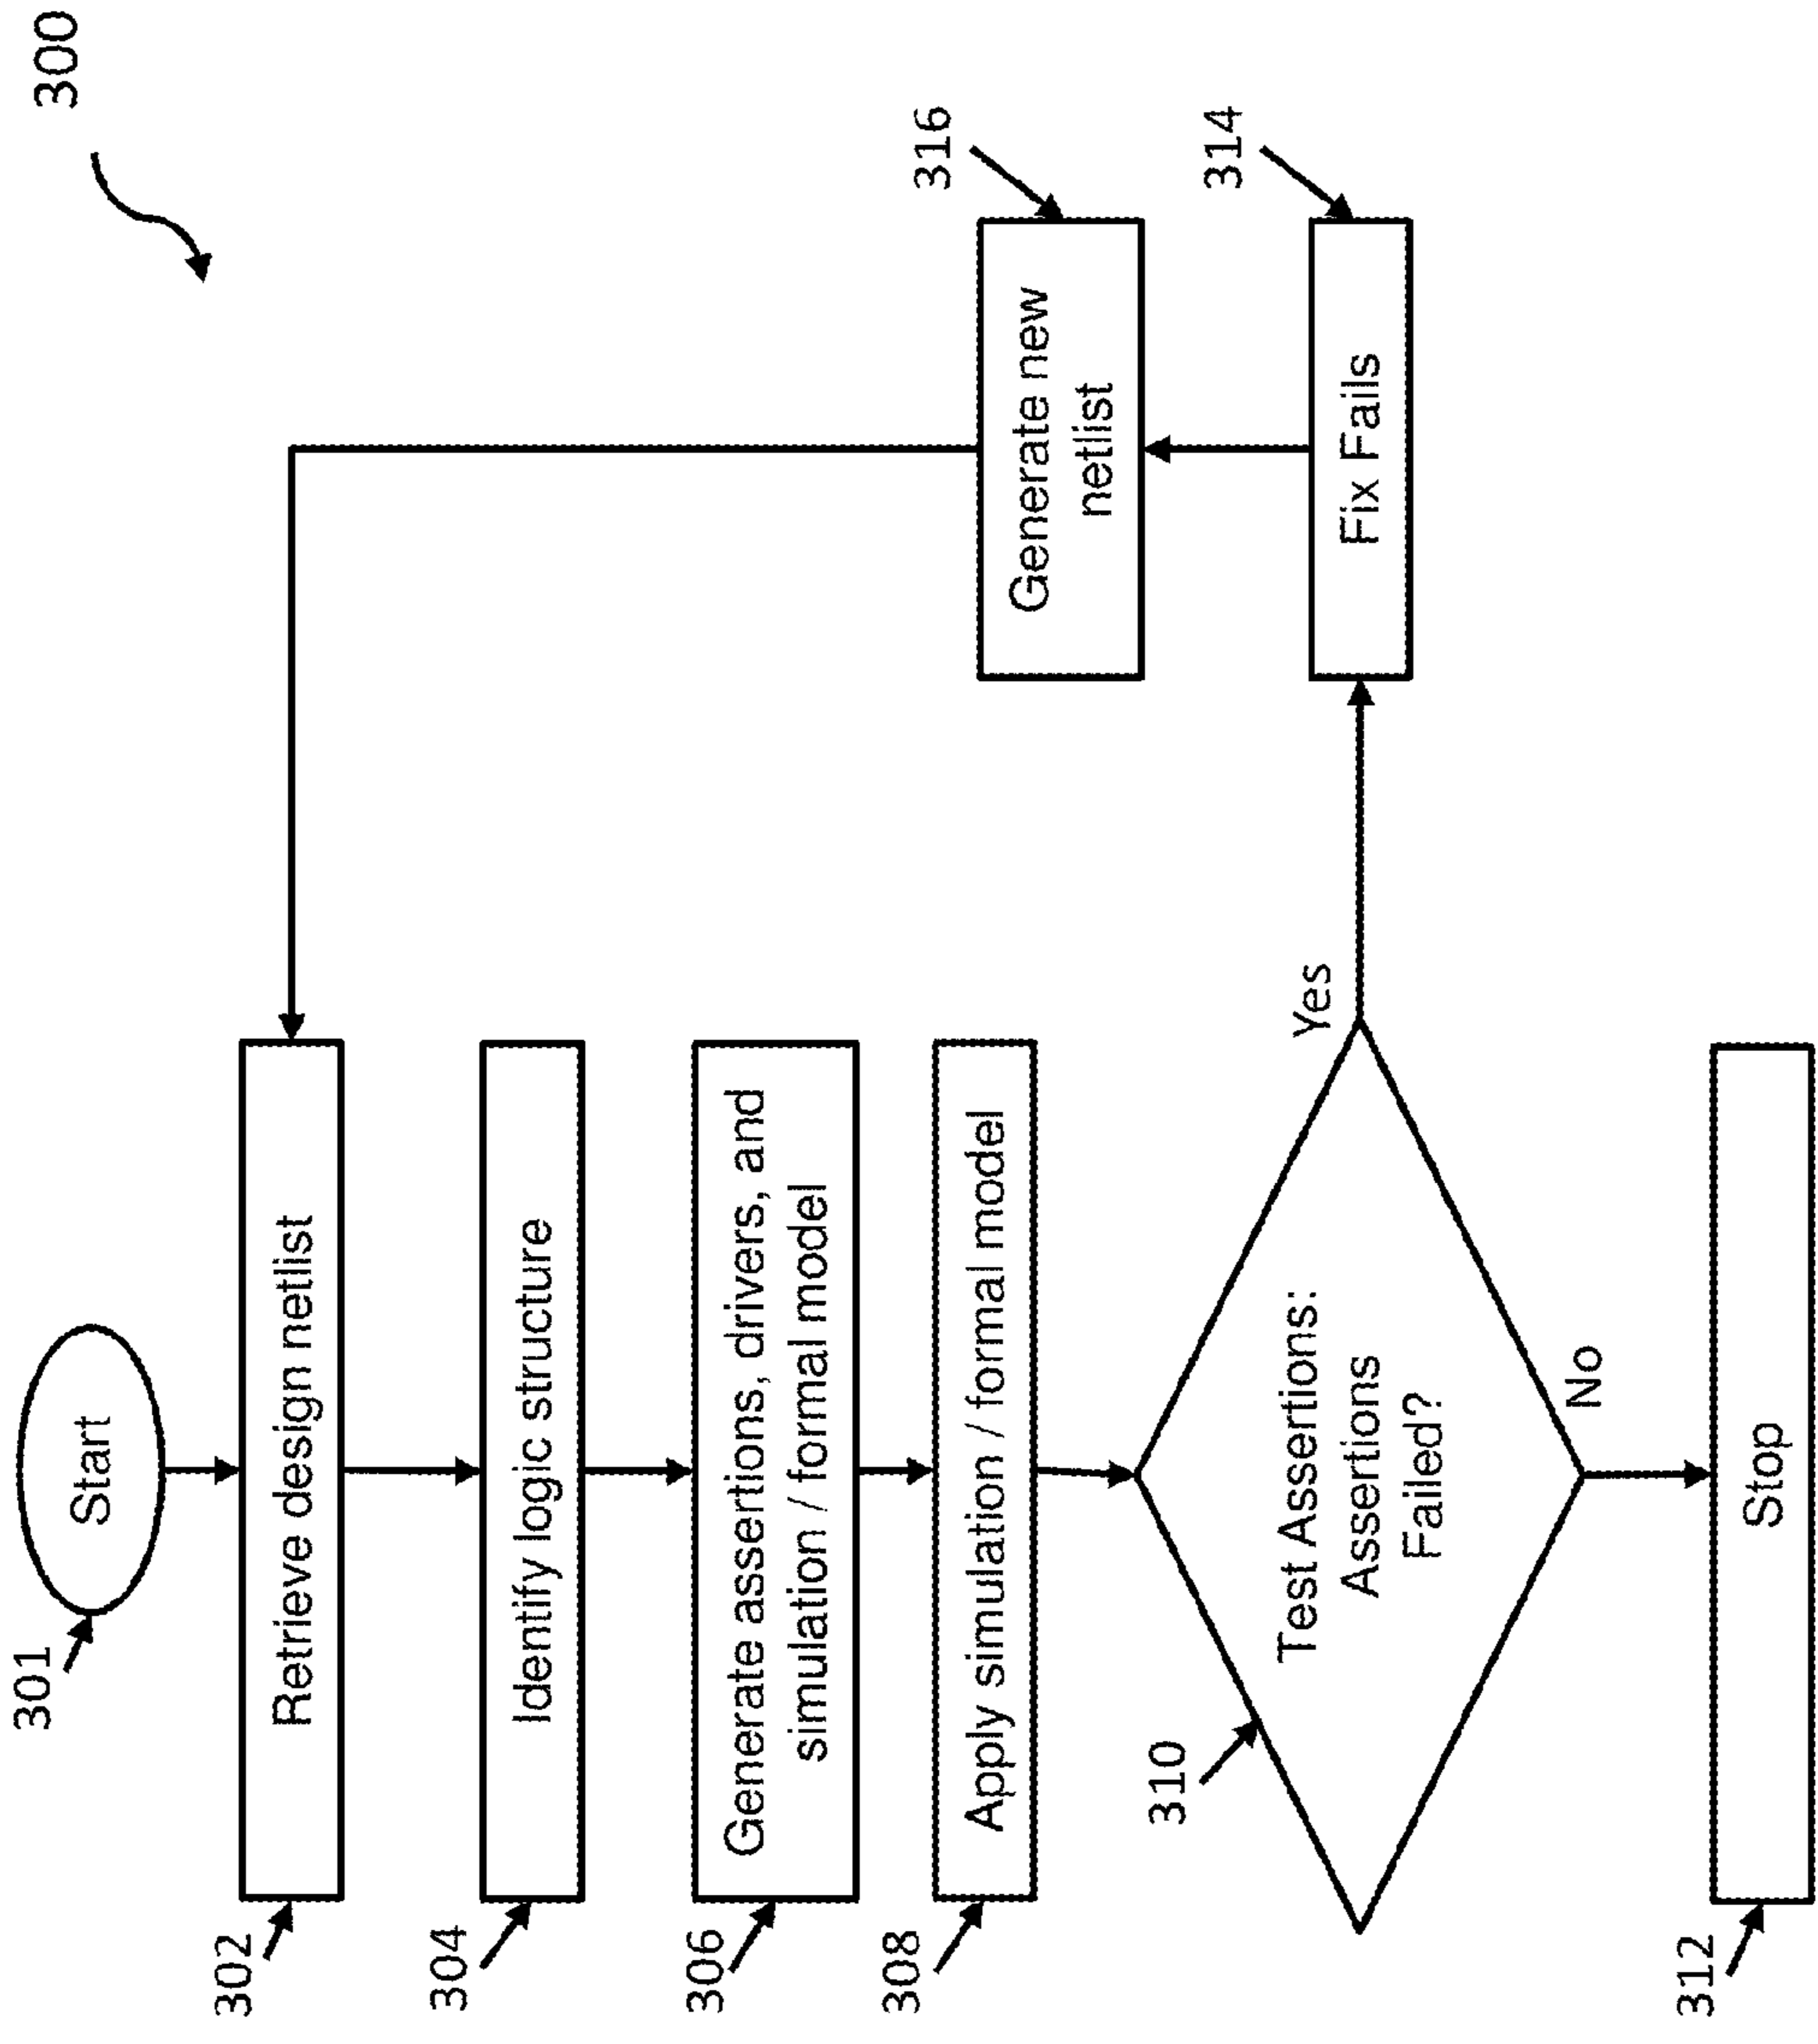 300
301
Start
302
Retrieve design netlist
304
Identify logic structure
306
Generate assertions, drivers, and
simulation / formal model
308
Apply simulation / formal model
310
Test Assertions:
Assertions
Failed?
Yes
No
312
Stop
314
Fix Fails
316
Generate new
netlist